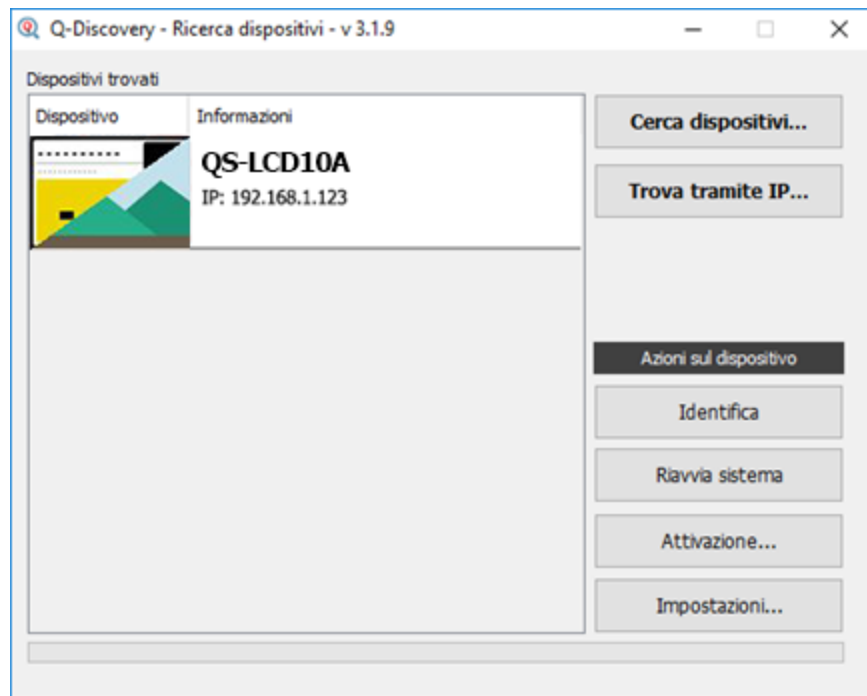 Q-Discovery - Ricerca dispositivi - v 3.1.9
Dispositivi trovati
Dispositivo Informazioni
QS-LCD10A
IP: 192.168.1.123
Cerca dispositivi...
Trova tramite IP...
Azioni sul dispositivo
Identifica
Riavvia sistema
Attivazione...
Impostazioni...